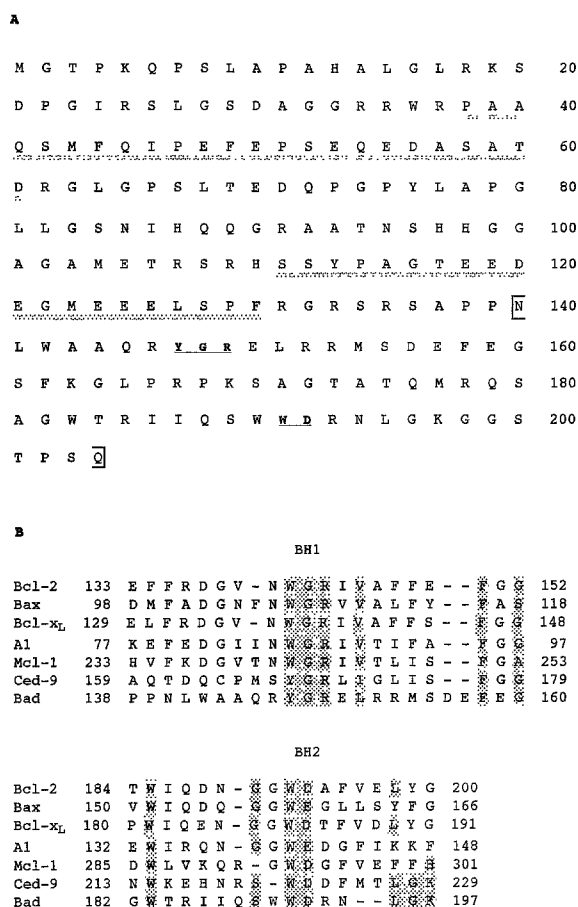 A
M G T P K Q P S L A P A H A L G L R K S 20
D P G I R S L G S D A G G R R W R P A A 40
Q S M F Q I P E F E P S E Q E D A S A T 60
D R G L G P S L T E D Q P G P Y L A P G 80
L L G S N I H Q Q G R A A T N S H H G G 100
A G A M E T R S R H S S Y P A G T E E D 120
E G M E E E L S P F R G R S R S A P P N 140
L W A A Q R Y G R E L R R M S D E F E G 160
S F K G L P R P K S A G T A T Q M R Q S 180
A G W T R I I Q S W W D R N L G K G G S 200
T P S Q
B
BH1
Bcl-2 133 E F F R D G V - N W G R I V A F F E - - F G G 152
Bax 98 D M F A D G N F N W G R V V A L F Y - - F A S 118
Bcl-xL 129 E L F R D G V - N W G R I V A F F S - - F G G 148
A1 77 K E F E D G I I N W G R I V T I F A - F G G 97
Mcl-1 233 H V F K D G V T N W G R I V T L I S - - F G A 253
Ced-9 159 A Q T D Q C P M S Y G R L I G L I S - - F G G 179
Bad 138 P P N L W A A Q R Y G R E L R R M S D E F E G 160
BH2
Bcl-2 184 T W I Q D N - G G W D A F V E L Y G 200
Bax 150 V W I Q D Q - G G W E G L L S Y F G 166
Bcl-xL 180 P W I Q E N - G G W D T F V D L Y G 191
A1 132 E W I R Q N - G G W E D G F I K K F 148
Mcl-1 285 D W L V K Q R - G W D G F V E F F H 301
Ced-9 213 N W K E H N R S - W D D F M T L G K 229
Bad 182 G W T R I I Q S W W D R N - - L G K 197